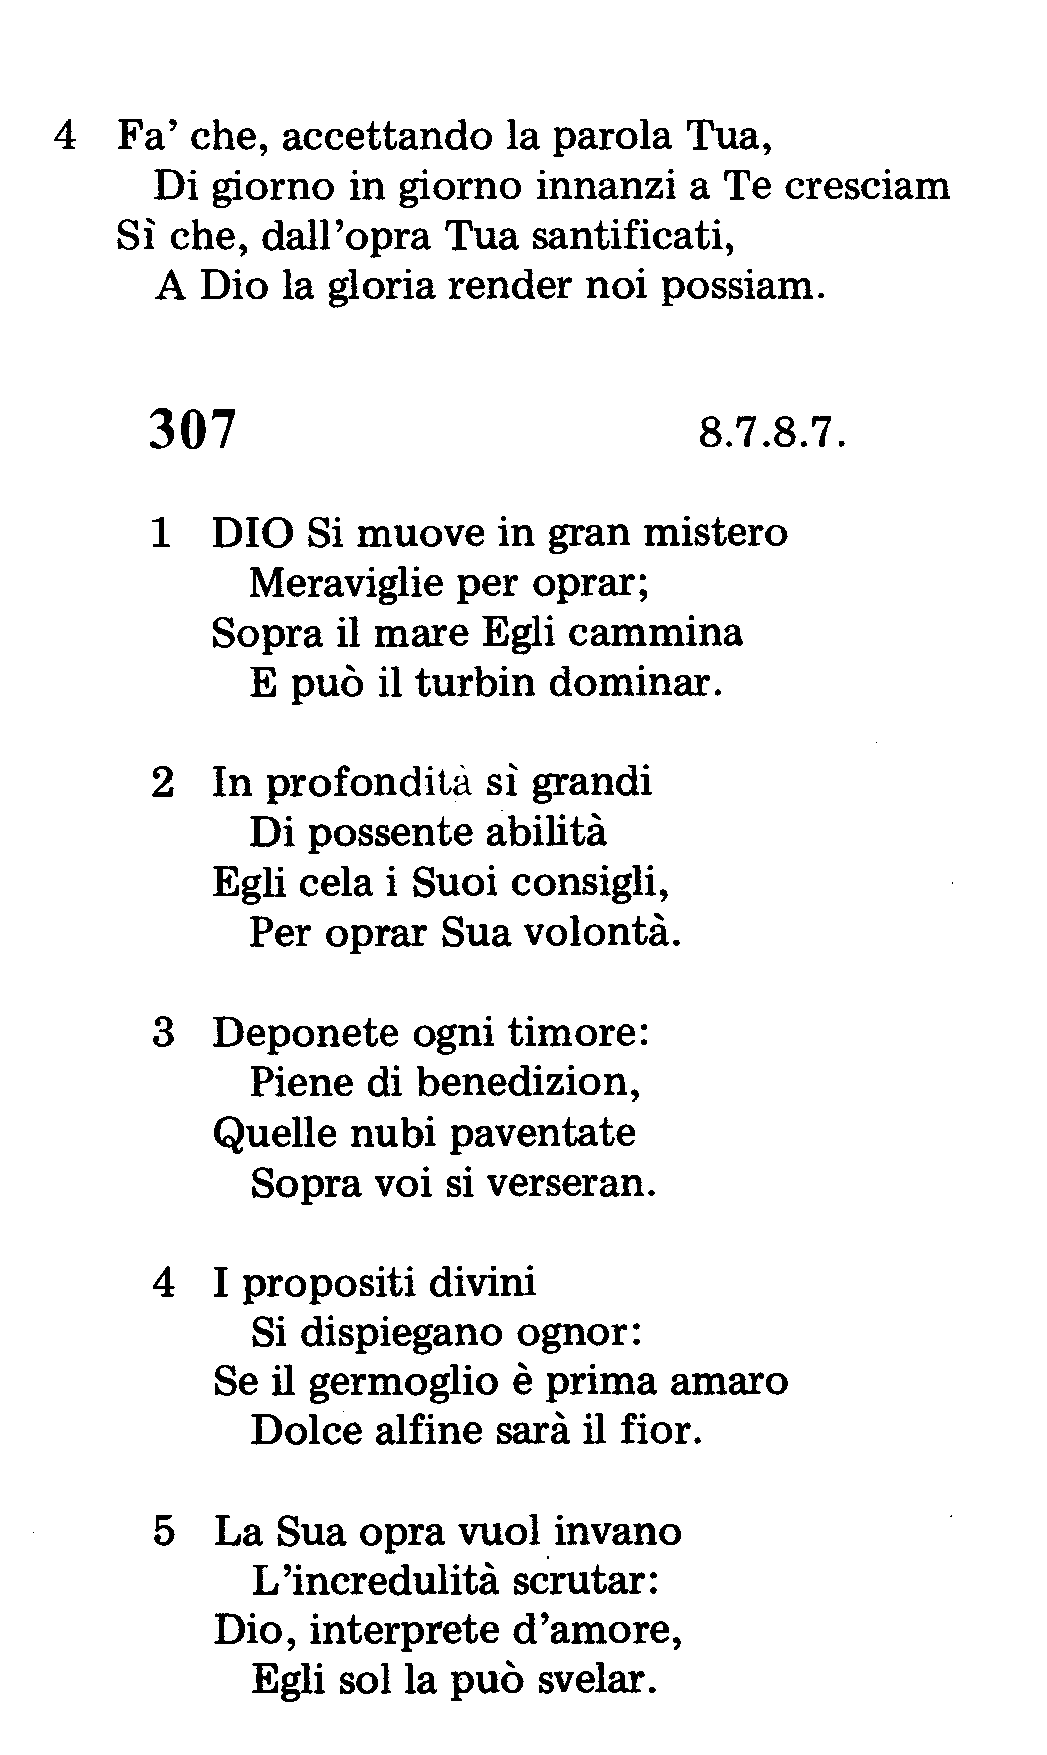 4 Fa' che, accettando la parola Tua,
Di giorno in giorno innanzi a Te cresciam
Sì che, dall'opra Tua santificati,
A Dio la gloria render noi possiam.
307 8.7.8.7.
1 DIO Si muove in gran mistero
Meraviglie per oprar;
Sopra il mare Egli cammina
E può il turbin dominar.
2 In profondità sì grandi
Di possente abilità
Egli cela i Suoi consigli,
Per oprar Sua volontà.
3 Deponete ogni timore:
Piene di benedizion,
Quelle nubi paventate
Sopra voi si verseran.
4 I propositi divini
Si dispiegano ognor:
Se il germoglio è prima amaro
Dolce alfine sarà il fior.
5 La Sua opra vuol invano
L'incredulità scrutar:
Dio, interprete d'amore,
Egli sol la può svelar.